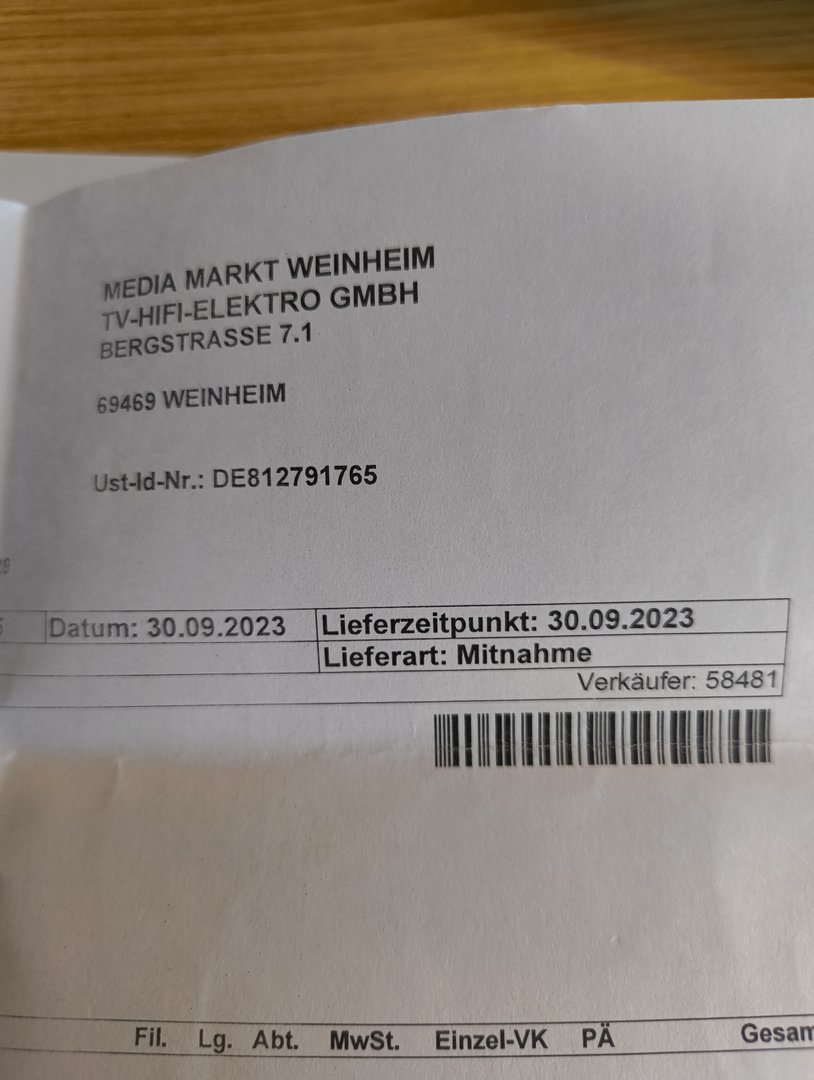 MEDIA MARKT WEINHEIM
TV-HIFI-ELEKTRO GMBH
BERGSTRASSE 7.1
69469 WEINHEIM
Ust-Id-Nr.: DE812791765
Datum: 30.09.2023 Lieferzeitpunkt: 30.09.2023
Lieferart: Mitnahme
Verkäufer: 58481
Fil. Lg. Abt. MwSt. Einzel-VK PÄ